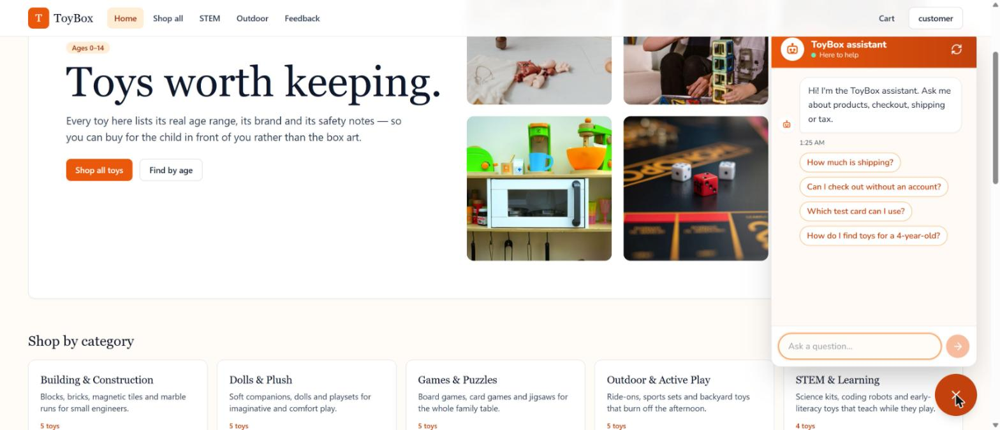 T ToyBox Home Shop all STEM Outdoor Feedback Cart customer
Ages 0–14
Toys worth keeping.
Every toy here lists its real age range, its brand and its safety notes — so
you can buy for the child in front of you rather than the box art.
Shop all toys Find by age
ToyBox assistant
Here to help
Hi! I'm the ToyBox assistant. Ask me
about products, checkout, shipping
or tax.
1:25 AM
How much is shipping?
Can I check out without an account?
Which test card can I use?
How do I find toys for a 4-year-old?
Ask a question...
Shop by category
Building & Construction
Blocks, bricks, magnetic tiles and marble
runs for small engineers.
5 toys
Dolls & Plush
Soft companions, dolls and playsets for
imaginative and comfort play.
5 toys
Games & Puzzles
Board games, card games and jigsaws for
the whole family table.
5 toys
Outdoor & Active Play
Ride-ons, sports sets and backyard toys
that burn off the afternoon.
5 toys
STEM & Learning
Science kits, coding robots and early-
literacy toys that teach while they play.
4 toys